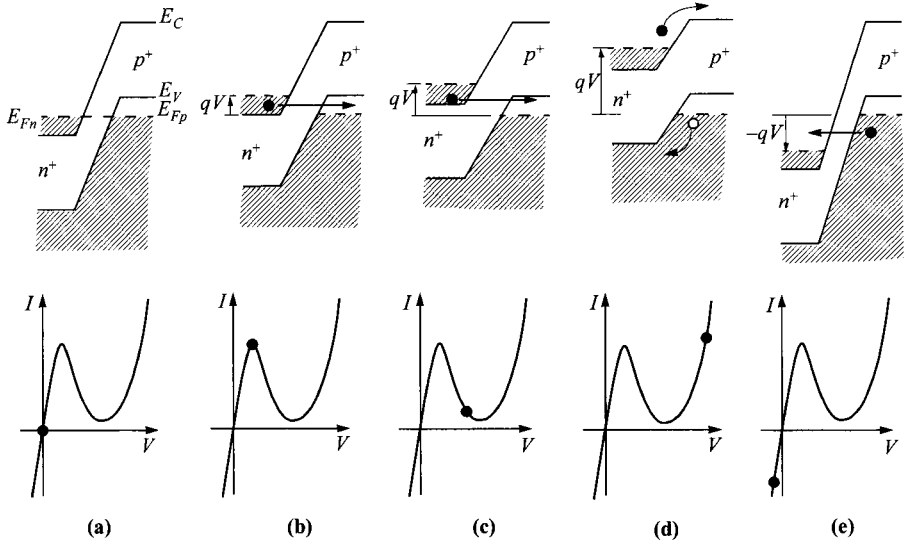 E_C
p⁺
E_V
E_Fn
E_Fp
n⁺
qV
p⁺
n⁺
qV
p⁺
n⁺
qV
n⁺
p⁺
p⁺
-qV
n⁺
I
V
I
V
I
V
I
V
I
V
(a)
(b)
(c)
(d)
(e)